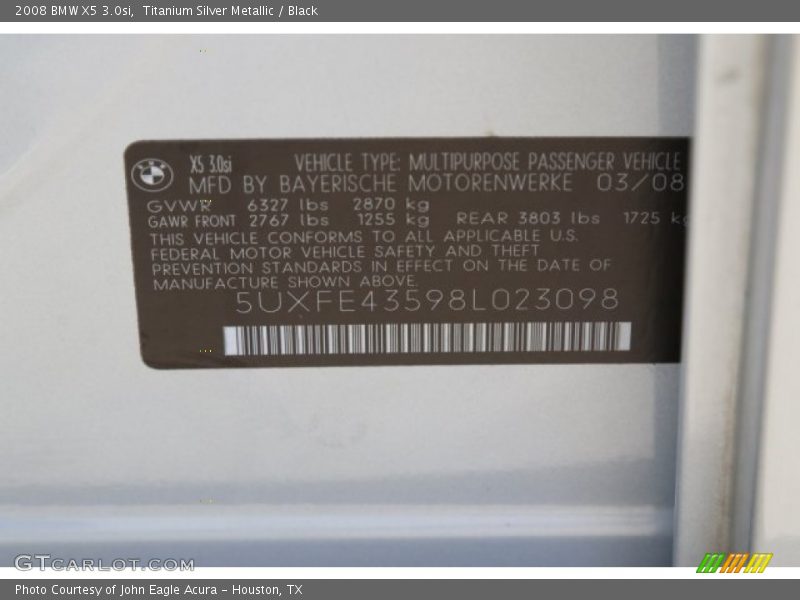 2008 BMW X5 3.0si, Titanium Silver Metallic / Black
X5 3.0si VEHICLE TYPE: MULTIPURPOSE PASSENGER VEHICLE
MFD BY BAYERISCHE MOTORENWERKE 03/08
GVWR 6327 lbs 2870 kg
GAWR FRONT 2767 lbs 1255 kg REAR 3803 lbs 1725 kg
THIS VEHICLE CONFORMS TO ALL APPLICABLE U.S.
FEDERAL MOTOR VEHICLE SAFETY AND THEFT
PREVENTION STANDARDS IN EFFECT ON THE DATE OF
MANUFACTURE SHOWN ABOVE.
5UXFE43598L023098
GTCARLOT.COM
Photo Courtesy of John Eagle Acura - Houston, TX